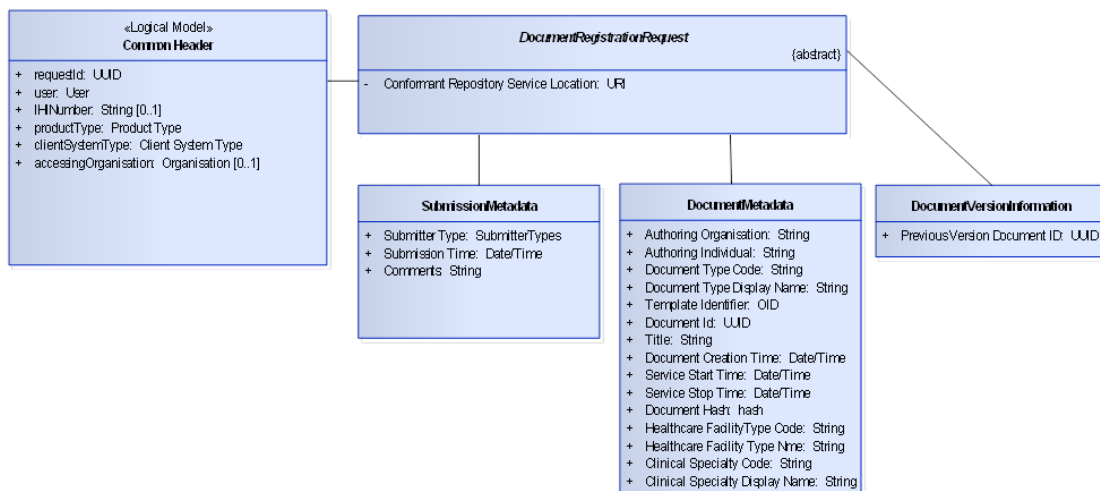 «Logical Model»
Common Header
+ requestId: UUID
+ user: User
+ IHINumber: String [0..1]
+ productType: Product Type
+ clientSystemType: Client System Type
+ accessingOrganisation: Organisation [0..1]
DocumentRegistrationRequest
{abstract}
- Conformant Repository Service Location: URI
SubmissionMetadata
+ Submitter Type: SubmitterTypes
+ Submission Time: Date/Time
+ Comments: String
DocumentMetadata
+ Authoring Organisation: String
+ Authoring Individual: String
+ Document Type Code: String
+ Document Type Display Name: String
+ Template Identifier: OID
+ Document Id: UUID
+ Title: String
+ Document Creation Time: Date/Time
+ Service Start Time: Date/Time
+ Service Stop Time: Date/Time
+ Document Hash: hash
+ Healthcare FacilityType Code: String
+ Healthcare Facility Type Nme: String
+ Clinical Specialty Code: String
+ Clinical Specialty Display Name: String
DocumentVersionInformation
+ PreviousVersion Document ID: UUID